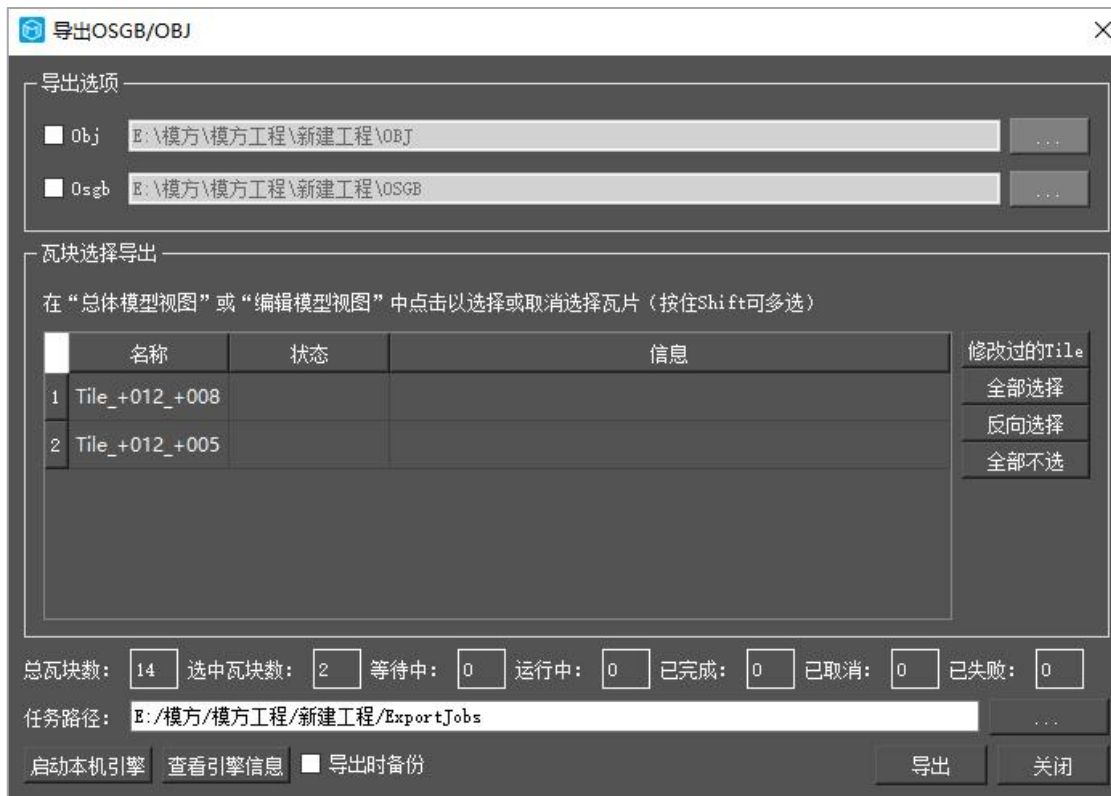 导出OSGB/OBJ
导出选项
Obj E:\模方\模方工程\新建工程\OBJ ...
Osgb E:\模方\模方工程\新建工程\OSGB ...
瓦块选择导出
在“总体模型视图”或“编辑模型视图”中点击以选择或取消选择瓦片（按住Shift可多选）
名称 状态 信息 修改过的Tile
1 Tile_+012_+008 全部选择
反向选择
2 Tile_+012_+005 全部不选
总瓦块数： 14 选中瓦块数： 2 等待中： 0 运行中： 0 已完成： 0 已取消： 0 已失败： 0
任务路径： E:/模方/模方工程/新建工程/ExportJobs ...
启动本机引擎 查看引擎信息 导出时备份 导出 关闭